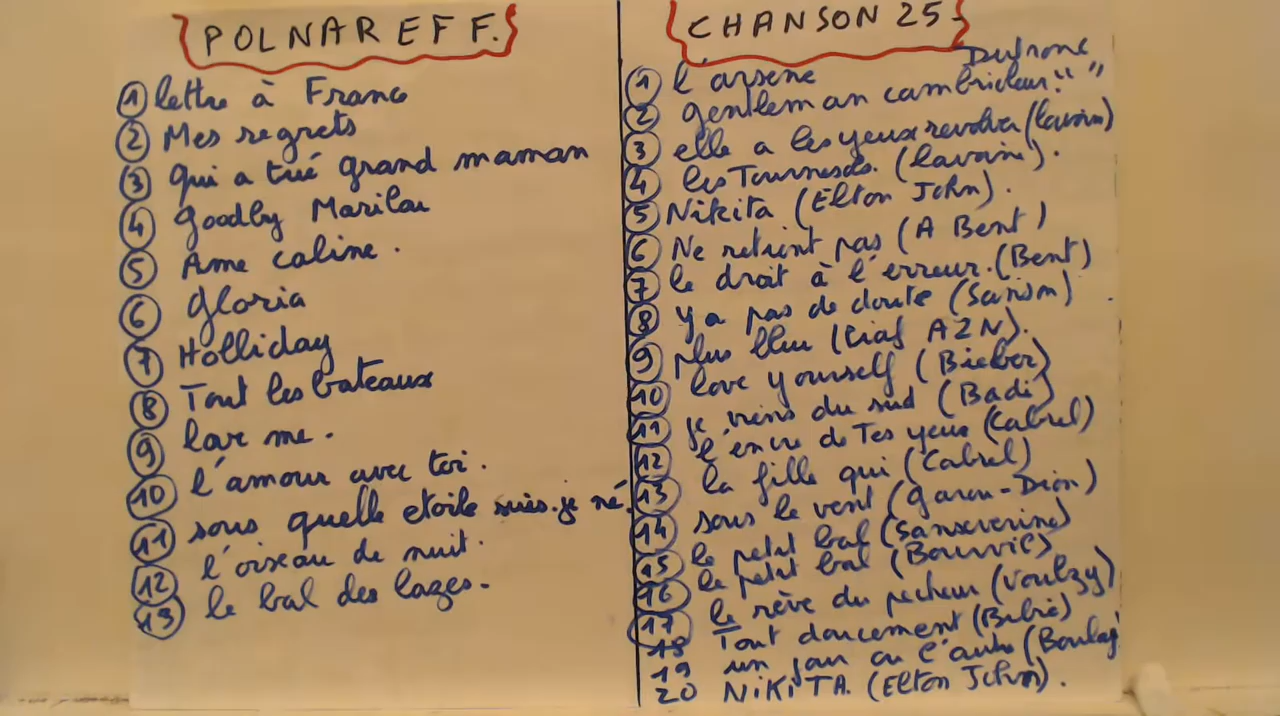 POLNAREFF.
1 lettre à France
2 Mes regrets
3 qui a tué grand maman
4 Goodby Marilou
5 Ame caline.
6 Gloria
7 Holliday
8 Tout les bateaux
9 lov me.
10 l'amour avec toi.
11 sous quelle etoile suis-je né.
12 l'oiseau de nuit.
13 le bal des lazes.
CHANSON 25-
1 l'arsene Dutronc
2 gentleman cambrioleur " "
3 elle a les yeux revolver (lavoine)
4 les Tournesols. (lavoine).
5 Nikita (Elton John).
6 Ne retient pas (A Bent)
7 le droit à l'erreur. (Bent)
8 y a pas de doute (Sanson)
9 plus bleu (Piaf AZN).
10 love yourself (Bieber)
11 je viens du sud (Badi)
12 l'encre de Tes yeux (Cabrel)
13 la fille qui (Cabrel)
14 sous le vent (garou-Dion)
15 le petit bal (Sanseverino)
16 le petit bal (Bourvil)
17 le rêve du pecheur (Voulzy)
18 Tout doucement (Bibie)
19 un jour ou l'autre (Boulay)
20 NIKITA. (Elton John).